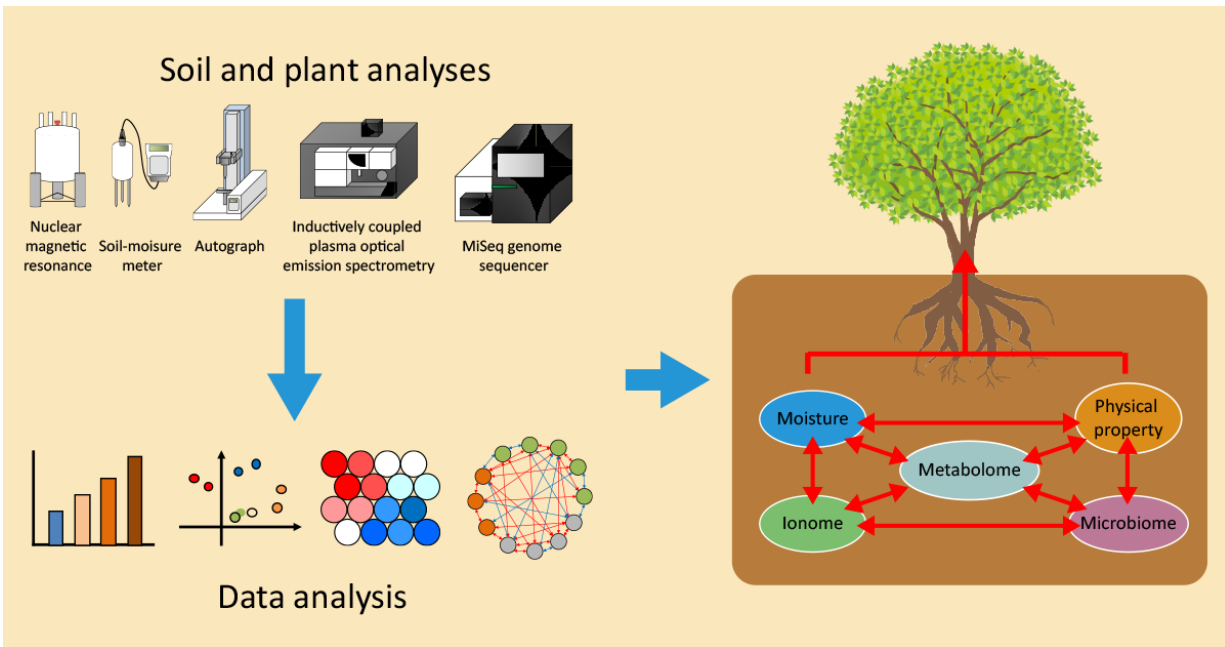 Soil and plant analyses
Nuclear
magnetic
resonance
Soil-moisure
meter
Autograph
Inductively coupled
plasma optical
emission spectrometry
MiSeq genome
sequencer
Data analysis
Moisture
Physical
property
Metabolome
Ionome
Microbiome